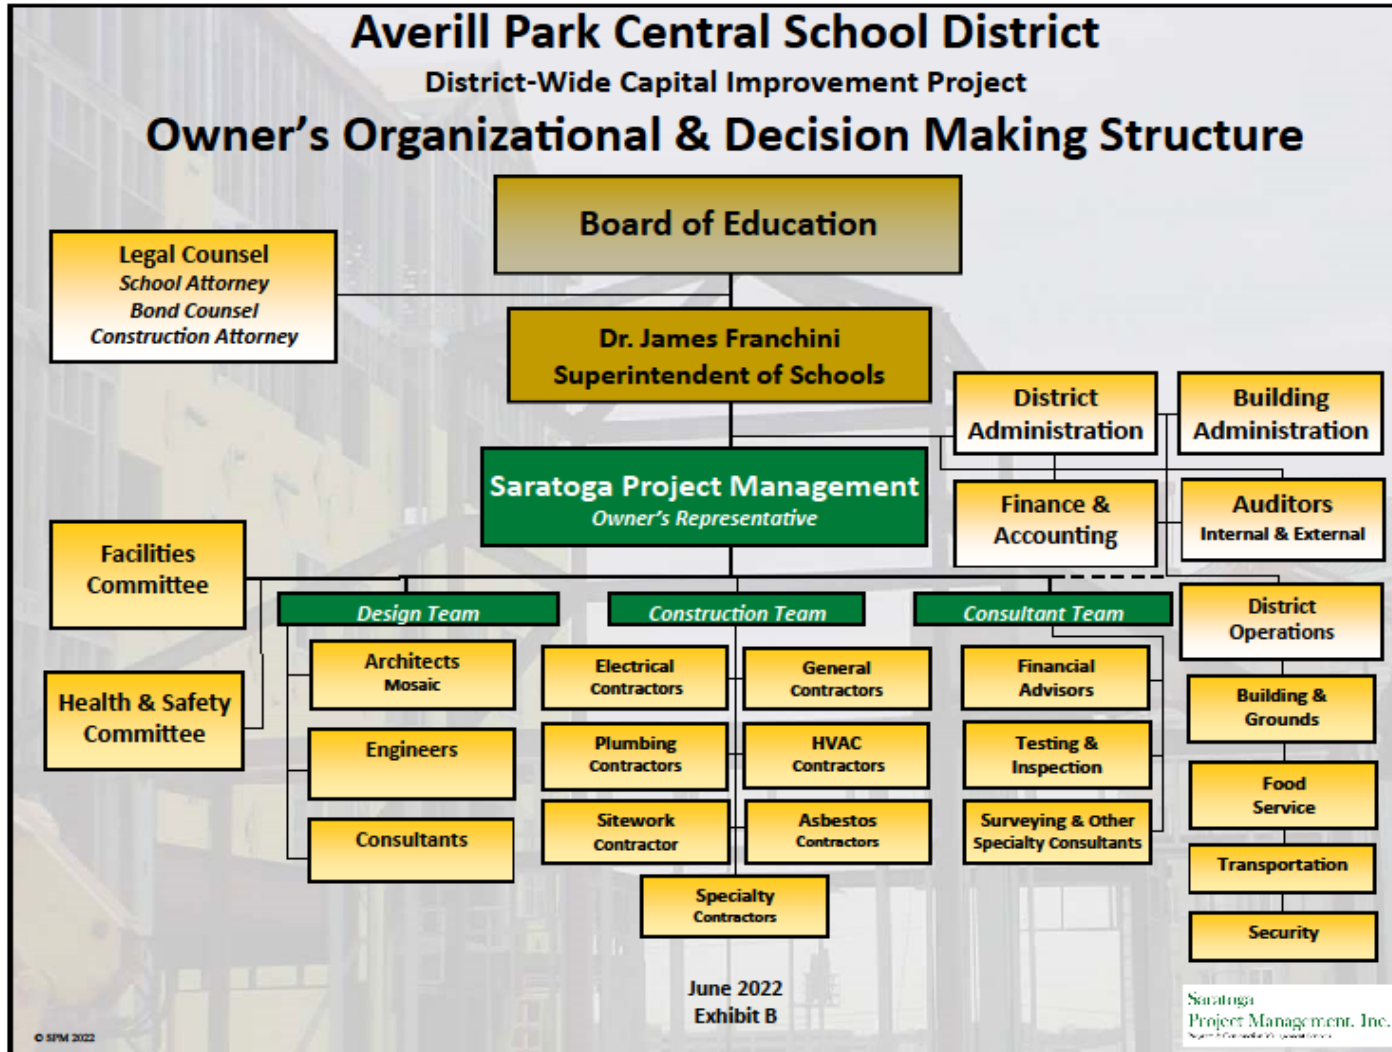 Averill Park Central School District
District-Wide Capital Improvement Project
Owner's Organizational & Decision Making Structure
Board of Education
Legal Counsel
School Attorney
Bond Counsel
Construction Attorney
Dr. James Franchini
Superintendent of Schools
District
Administration
Building
Administration
Saratoga Project Management
Owner's Representative
Finance &
Accounting
Auditors
Internal & External
Facilities
Committee
Health & Safety
Committee
Design Team
Architects
Mosaic
Engineers
Consultants
Construction Team
Electrical
Contractors
General
Contractors
Plumbing
Contractors
HVAC
Contractors
Sitework
Contractor
Asbestos
Contractors
Specialty
Contractors
Consultant Team
Financial
Advisors
Testing &
Inspection
Surveying & Other
Specialty Consultants
District
Operations
Building &
Grounds
Food
Service
Transportation
Security
June 2022
Exhibit B
© SPM 2022
Saratoga
Project Management, Inc.